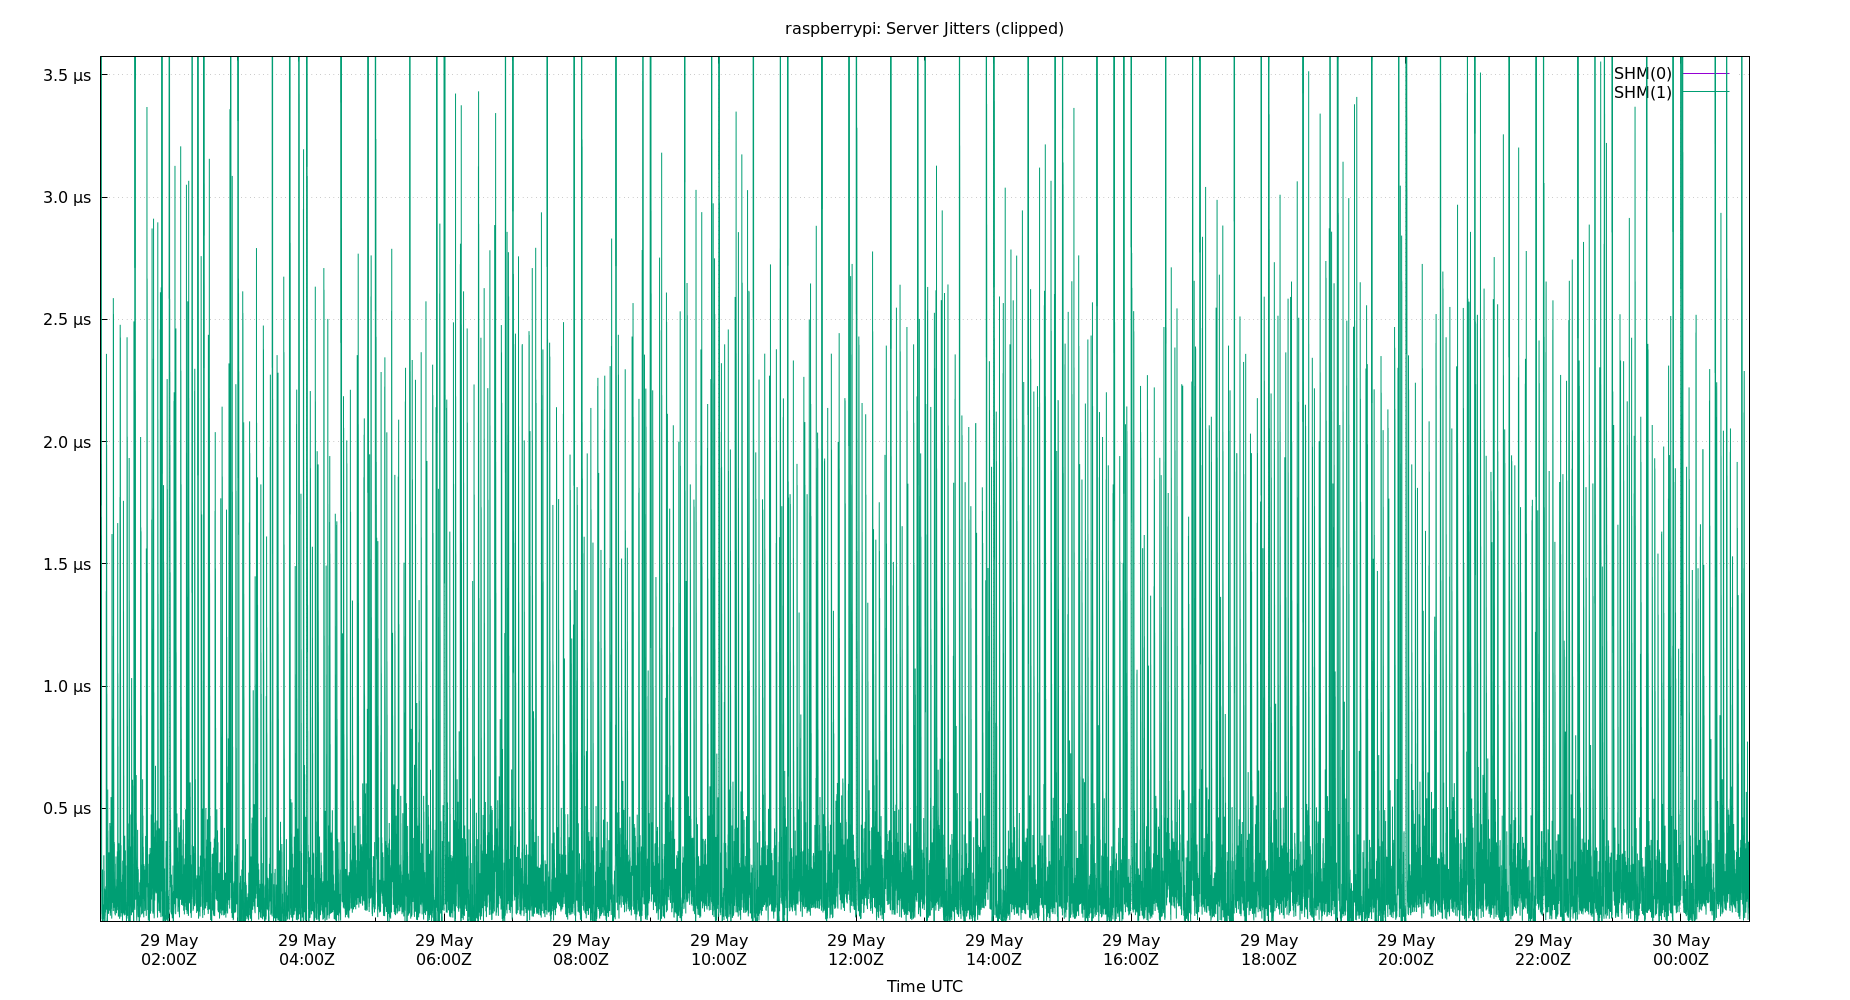 raspberrypi: Server Jitters (clipped)
3.5 µs
3.0 µs
2.5 µs
2.0 µs
1.5 µs
1.0 µs
0.5 µs
SHM(0)
SHM(1)
29 May 29 May 29 May 29 May 29 May 29 May 29 May 29 May 29 May 29 May 29 May 30 May
02:00Z 04:00Z 06:00Z 08:00Z 10:00Z 12:00Z 14:00Z 16:00Z 18:00Z 20:00Z 22:00Z 00:00Z
Time UTC